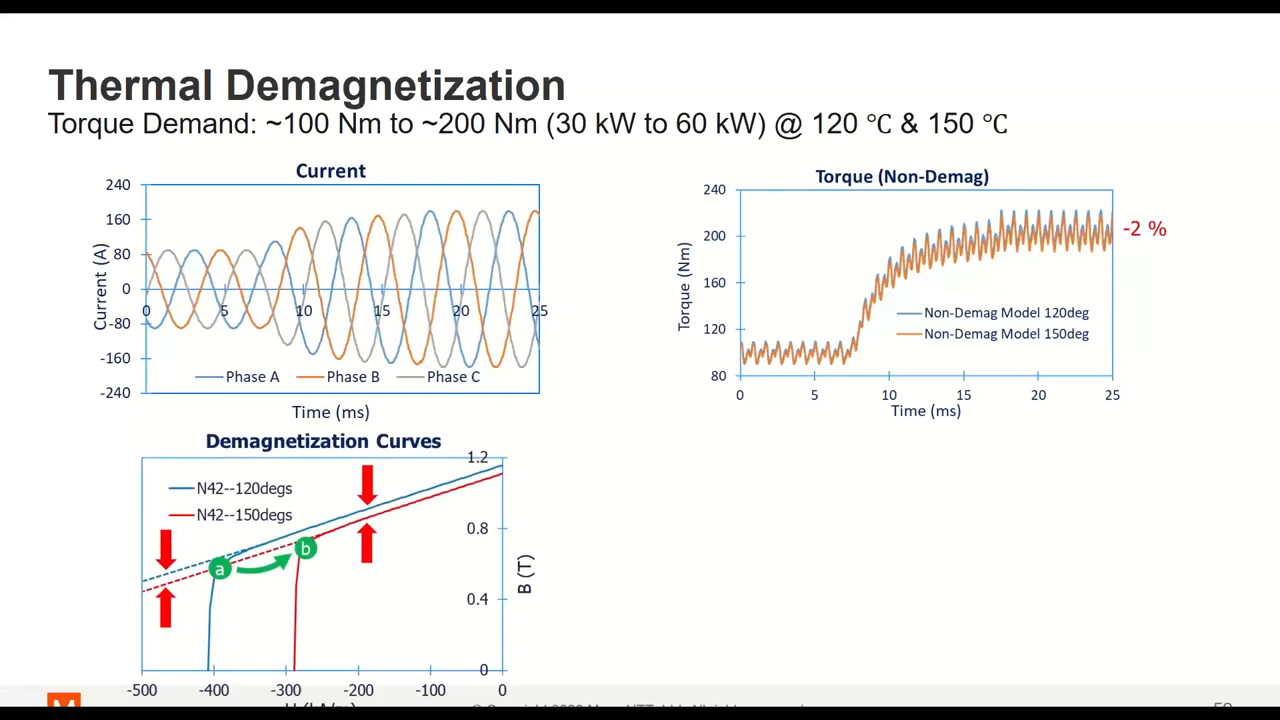 Thermal Demagnetization
Torque Demand: ~100 Nm to ~200 Nm (30 kW to 60 kW) @ 120 ℃ & 150 ℃
Current
240
160
80
0
-80
-160
-240
Current (A)
0
5
10
15
20
25
Phase A
Phase B
Phase C
Time (ms)
Torque (Non-Demag)
240
200
160
120
80
Torque (Nm)
-2 %
Non-Demag Model 120deg
Non-Demag Model 150deg
0
5
10
15
20
25
Time (ms)
Demagnetization Curves
N42--120degs
N42--150degs
a
b
1.2
0.8
0.4
0
B (T)
-500
-400
-300
-200
-100
0